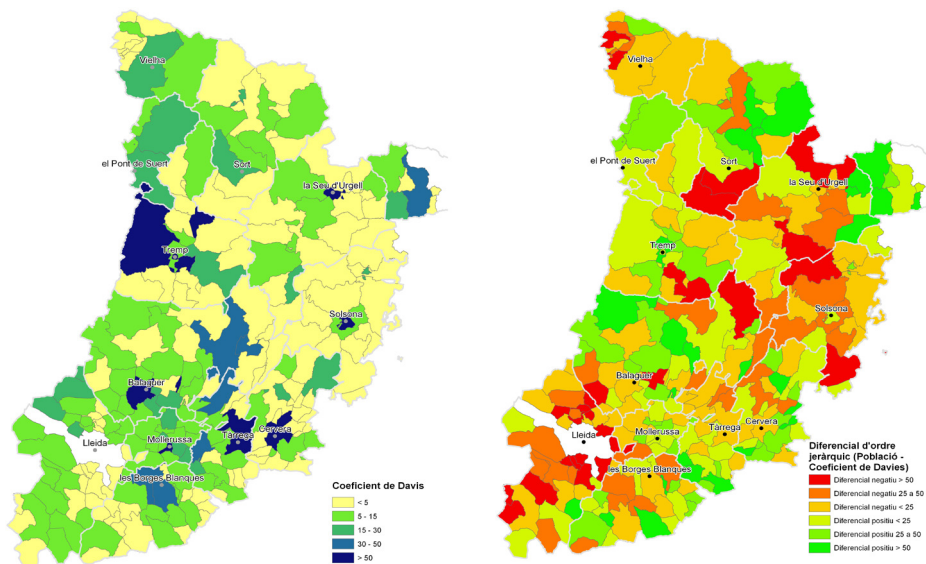 Vielha
el Pont de Suert
Sort
la Seu d'Urgell
Tremp
Solsona
Balaguer
Lleida
Mollerussa
Tàrrega
Cervera
les Borges Blanques
Coeficient de Davis
< 5
5 - 15
15 - 30
30 - 50
> 50
Vielha
el Pont de Suert
Sort
la Seu d'Urgell
Tremp
Solsona
Balaguer
Lleida
Mollerussa
Tàrrega
Cervera
les Borges Blanques
Diferencial d'ordre
jeràrquic (Població -
Coeficient de Davies)
Diferencial negatiu > 50
Diferencial negatiu 25 a 50
Diferencial negatiu < 25
Diferencial positiu < 25
Diferencial positiu 25 a 50
Diferencial positiu > 50